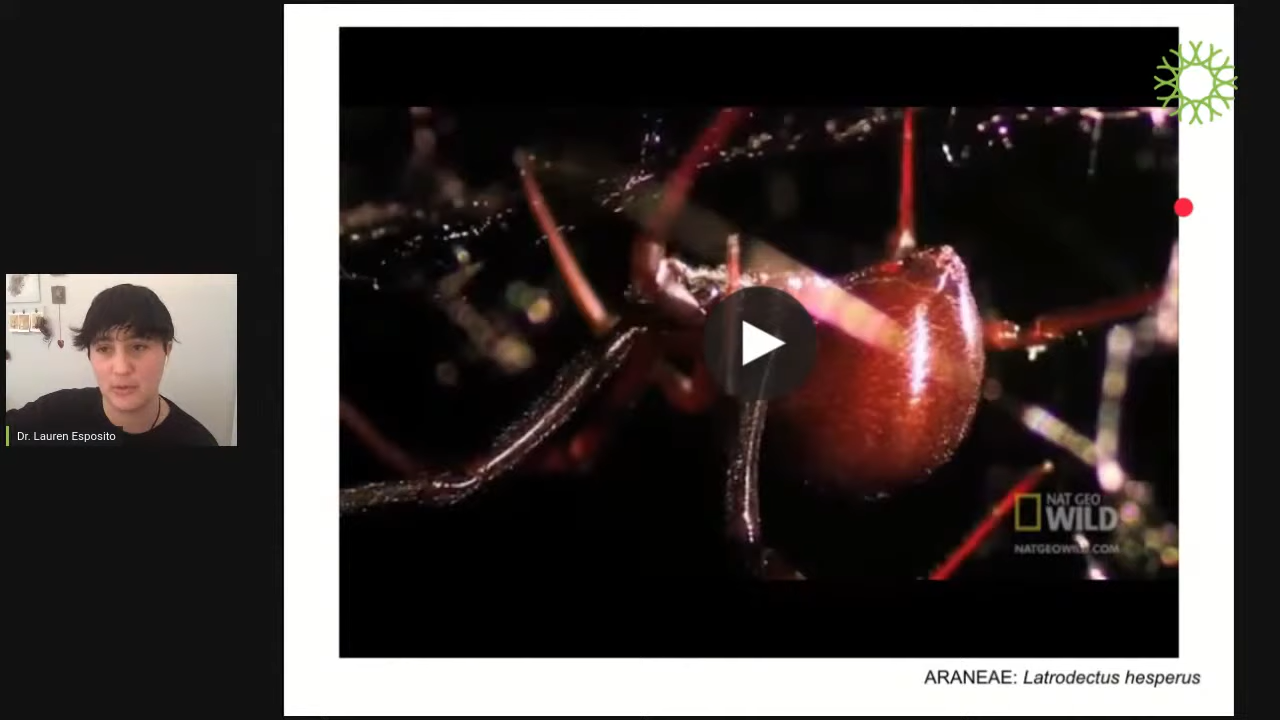 Dr. Lauren Esposito
NAT GEO
WILD
NATGEOWILD.COM
ARANEAE: Latrodectus hesperus